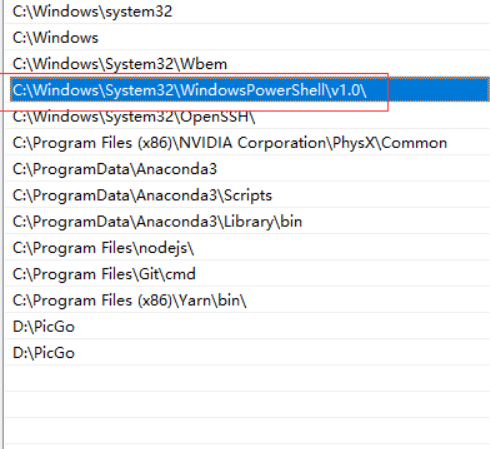 C:\Windows\system32
C:\Windows
C:\Windows\System32\Wbem
C:\Windows\System32\WindowsPowerShell\v1.0\
C:\Windows\System32\OpenSSH\
C:\Program Files (x86)\NVIDIA Corporation\PhysX\Common
C:\ProgramData\Anaconda3
C:\ProgramData\Anaconda3\Scripts
C:\ProgramData\Anaconda3\Library\bin
C:\Program Files\nodejs\
C:\Program Files\Git\cmd
C:\Program Files (x86)\Yarn\bin\
D:\PicGo
D:\PicGo